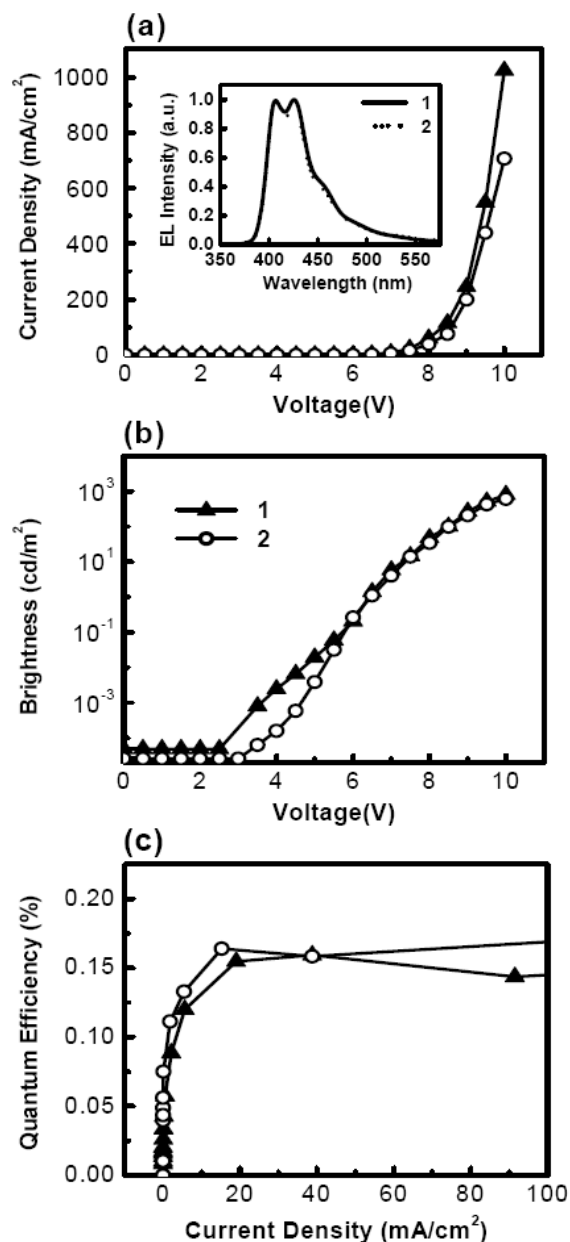 (a)
Current Density (mA/cm²)
1000
800
600
400
200
0
0 2 4 6 8 10
Voltage(V)
EL Intensity (a.u.)
1.0
0.8
0.6
0.4
0.2
0.0
350 400 450 500 550
Wavelength (nm)
1
2
(b)
Brightness (cd/m²)
10³
10¹
10⁻¹
10⁻³
0 2 4 6 8 10
Voltage(V)
1
2
(c)
Quantum Efficiency (%)
0.20
0.15
0.10
0.05
0.00
0 20 40 60 80 100
Current Density (mA/cm²)